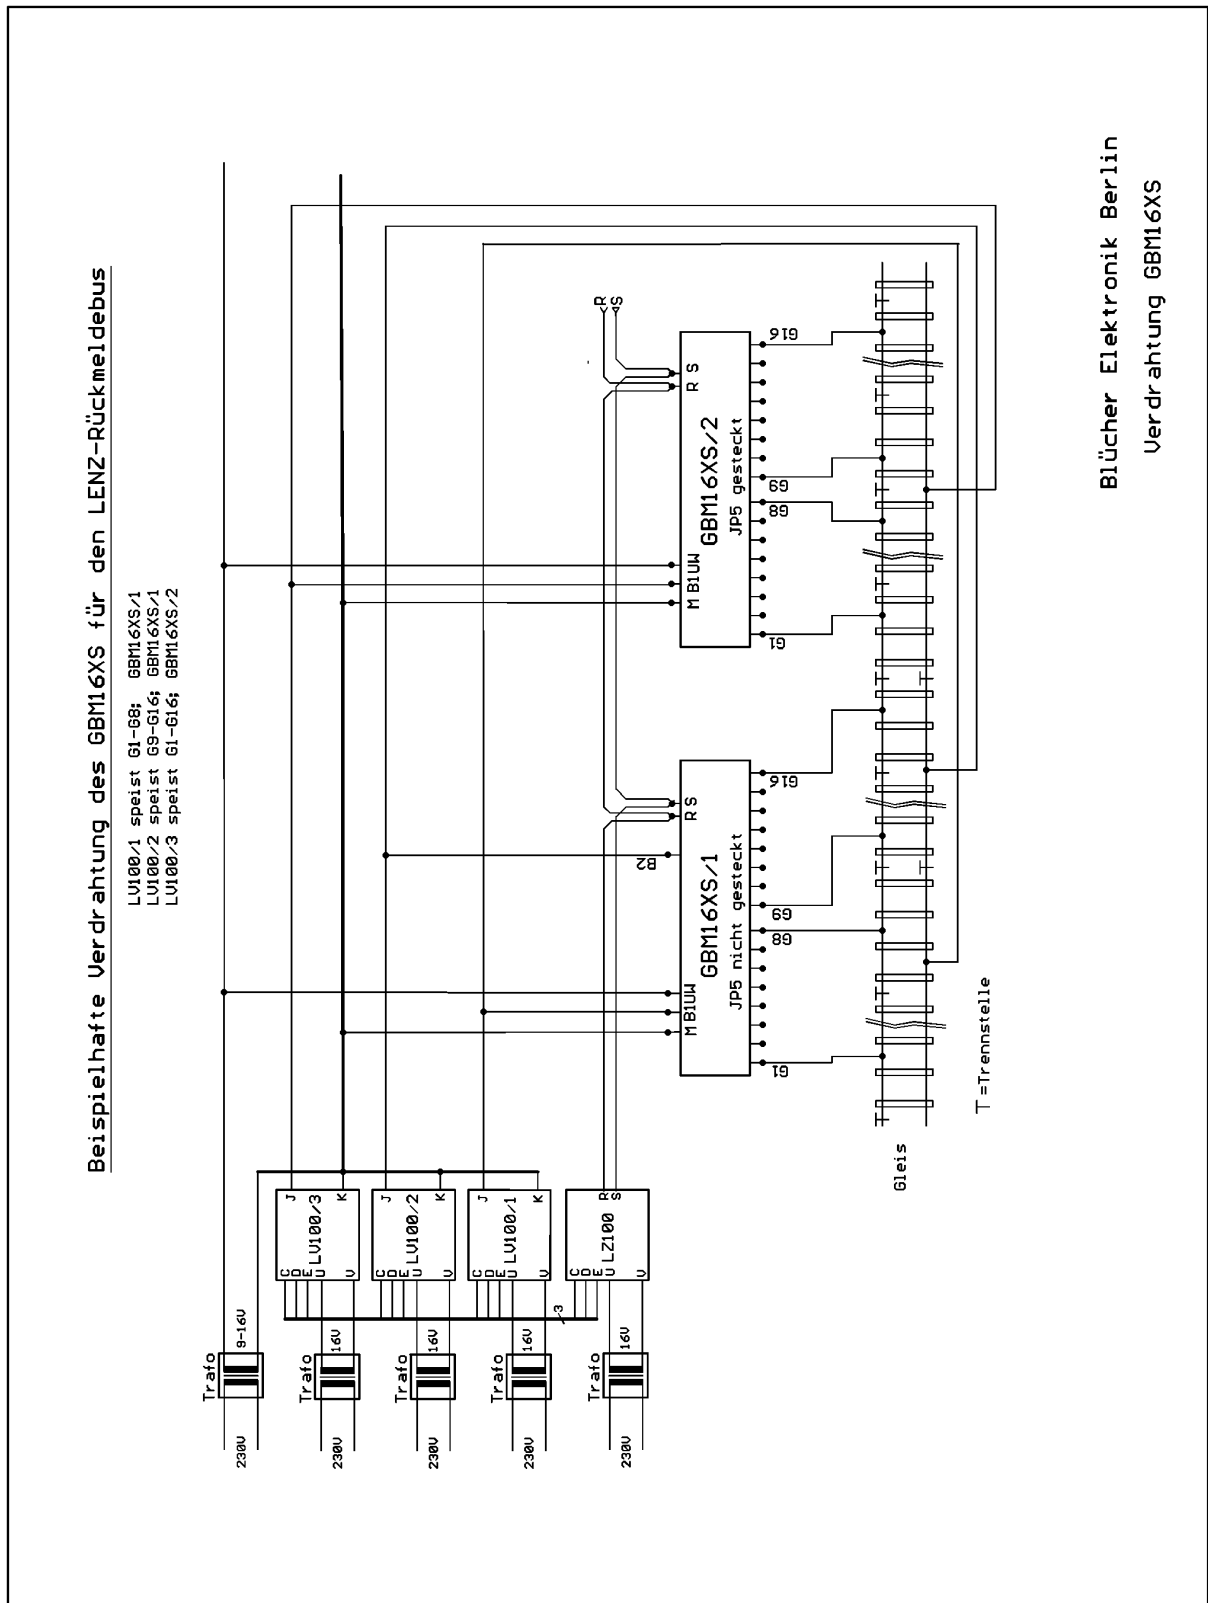 Beispielhafte Verdrahtung des GBM16XS für den LENZ-Rückmeldebus
LV100/1 speist G1-G8; GBM16XS/1
LV100/2 speist G9-G16; GBM16XS/1
LV100/3 speist G1-G16; GBM16XS/2
230V
Trafo
9-16V
230V
Trafo
16V
C
D
E
U
V
LV100/3
J
K
230V
Trafo
16V
C
D
E
U
V
LV100/2
J
K
230V
Trafo
16V
C
D
E
U
V
LV100/1
J
K
230V
Trafo
16V
/3
C
D
E
U
V
LZ100
R
S
M B1UW
B2
R
S
GBM16XS/1
JP5 nicht gesteckt
G1
G8
G9
G16
M B1UW
R
S
GBM16XS/2
JP5 gesteckt
G1
G8
G9
G16
R
S
Gleis
=Trennstelle
Blücher Elektronik Berlin
Verdrahtung GBM16XS